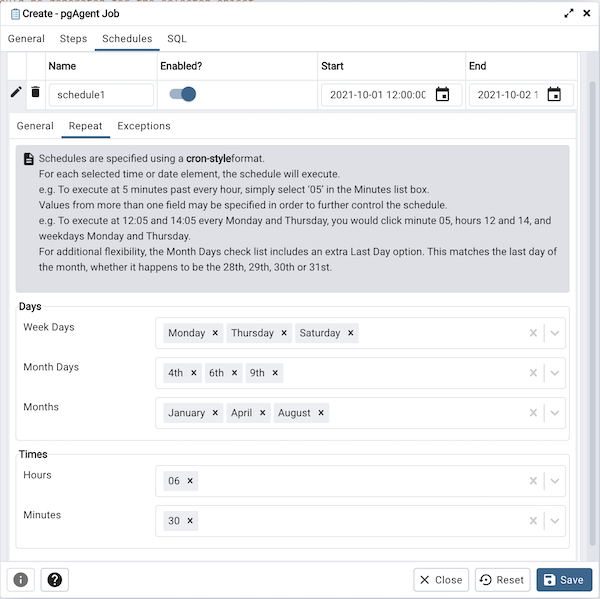 Create - pgAgent Job
General Steps Schedules SQL
Name Enabled? Start End
schedule1 2021-10-01 12:00:00 2021-10-02 1
General Repeat Exceptions
Schedules are specified using a cron-styleformat.
For each selected time or date element, the schedule will execute.
e.g. To execute at 5 minutes past every hour, simply select '05' in the Minutes list box.
Values from more than one field may be specified in order to further control the schedule.
e.g. To execute at 12:05 and 14:05 every Monday and Thursday, you would click minute 05, hours 12 and 14, and
weekdays Monday and Thursday.
For additional flexibility, the Month Days check list includes an extra Last Day option. This matches the last day of
the month, whether it happens to be the 28th, 29th, 30th or 31st.
Days
Week Days Monday Thursday Saturday
Month Days 4th 6th 9th
Months January April August
Times
Hours 06
Minutes 30
Close Reset Save